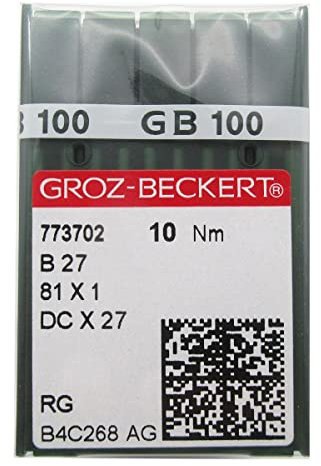 B 100 GB 100
GROZ-BECKERT®
773702 10 Nm
B 27
81 X 1
DC X 27
RG
B4C268 AG